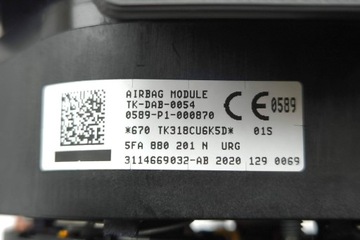 AIRBAG MODULE
TK-DAB-0054
0589-P1-000870
CE 0589
*670 TK318CU6K5D* 01S
5FA 880 201 N URG
3114669032-AB 2020 129 0069